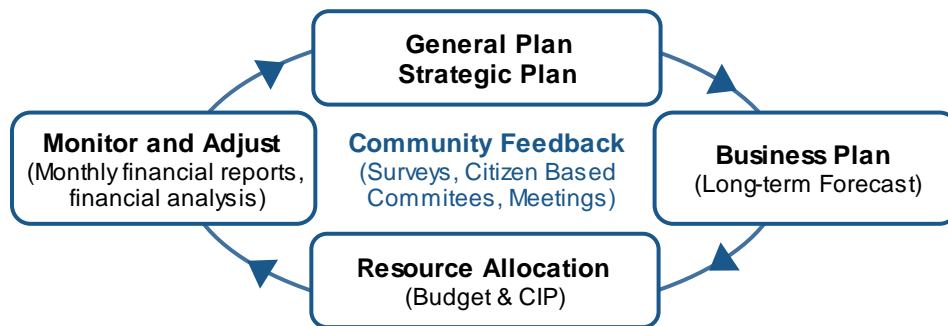 General Plan
Strategic Plan
Monitor and Adjust
(Monthly financial reports,
financial analysis)
Community Feedback
(Surveys, Citizen Based
Commitees, Meetings)
Business Plan
(Long-term Forecast)
Resource Allocation
(Budget & CIP)